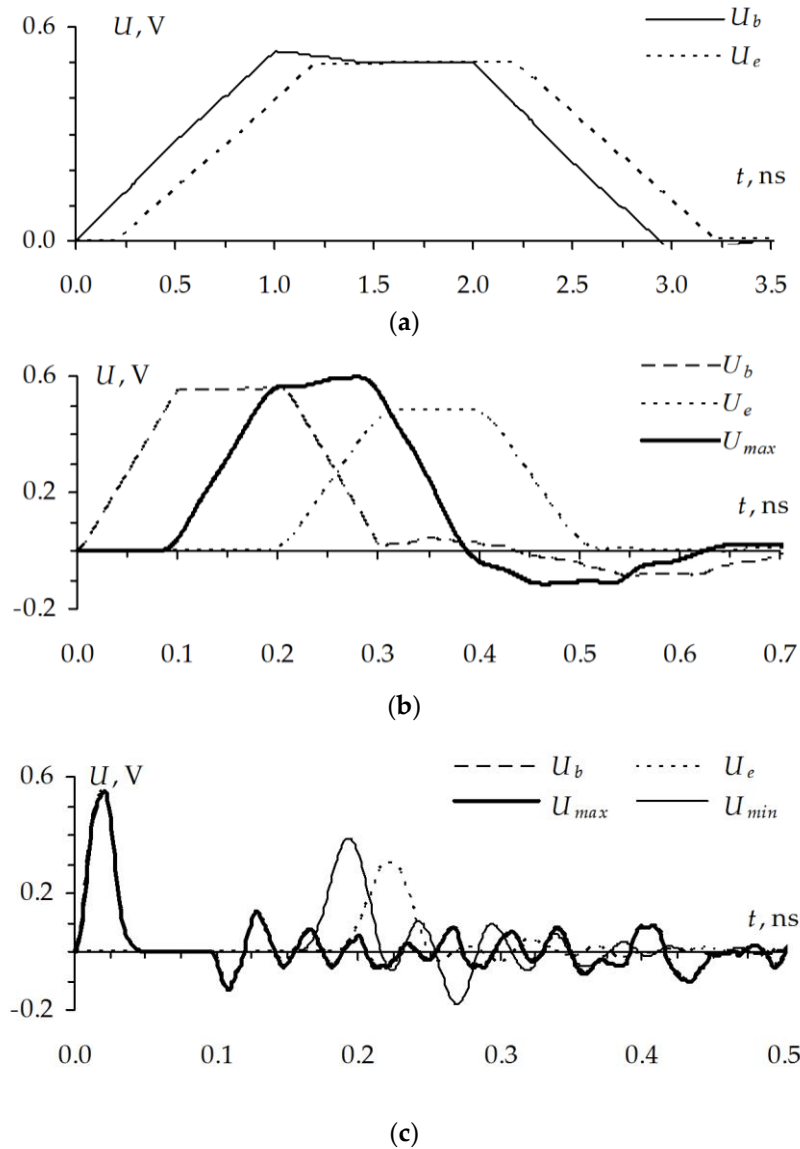 0.6
U, V
U_b
U_e
t, ns
0.0
0.0 0.5 1.0 1.5 2.0 2.5 3.0 3.5
(a)
0.6
U, V
U_b
U_e
U_max
0.2
t, ns
-0.2
0.0 0.1 0.2 0.3 0.4 0.5 0.6 0.7
(b)
0.6
U, V
U_b U_e
U_max U_min
0.2
t, ns
-0.2
0.0 0.1 0.2 0.3 0.4 0.5
(c)